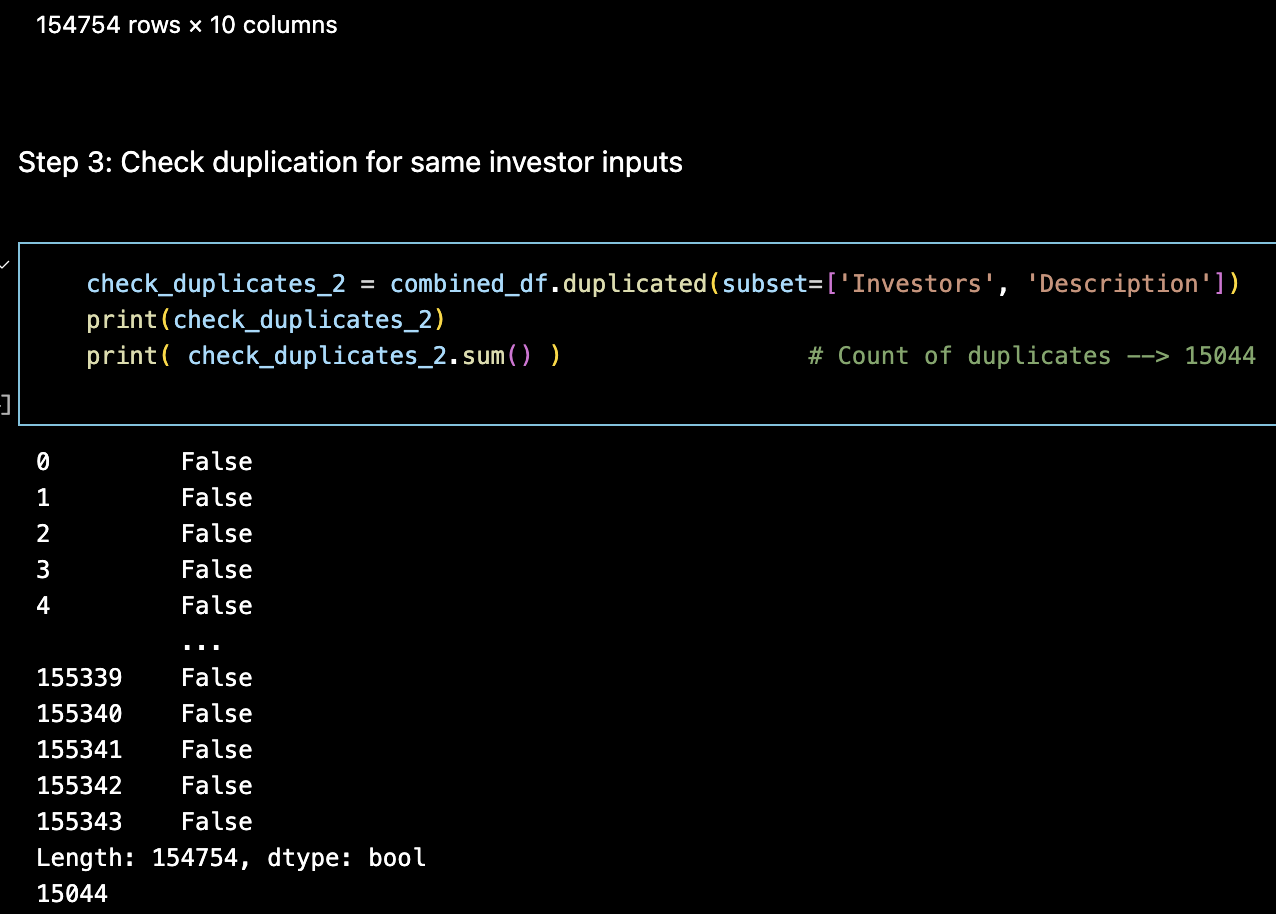 154754 rows × 10 columns
Step 3: Check duplication for same investor inputs
check_duplicates_2 = combined_df.duplicated(subset=['Investors', 'Description'])
print(check_duplicates_2)
print( check_duplicates_2.sum() ) # Count of duplicates --> 15044
]
0 False
1 False
2 False
3 False
4 False
...
155339 False
155340 False
155341 False
155342 False
155343 False
Length: 154754, dtype: bool
15044